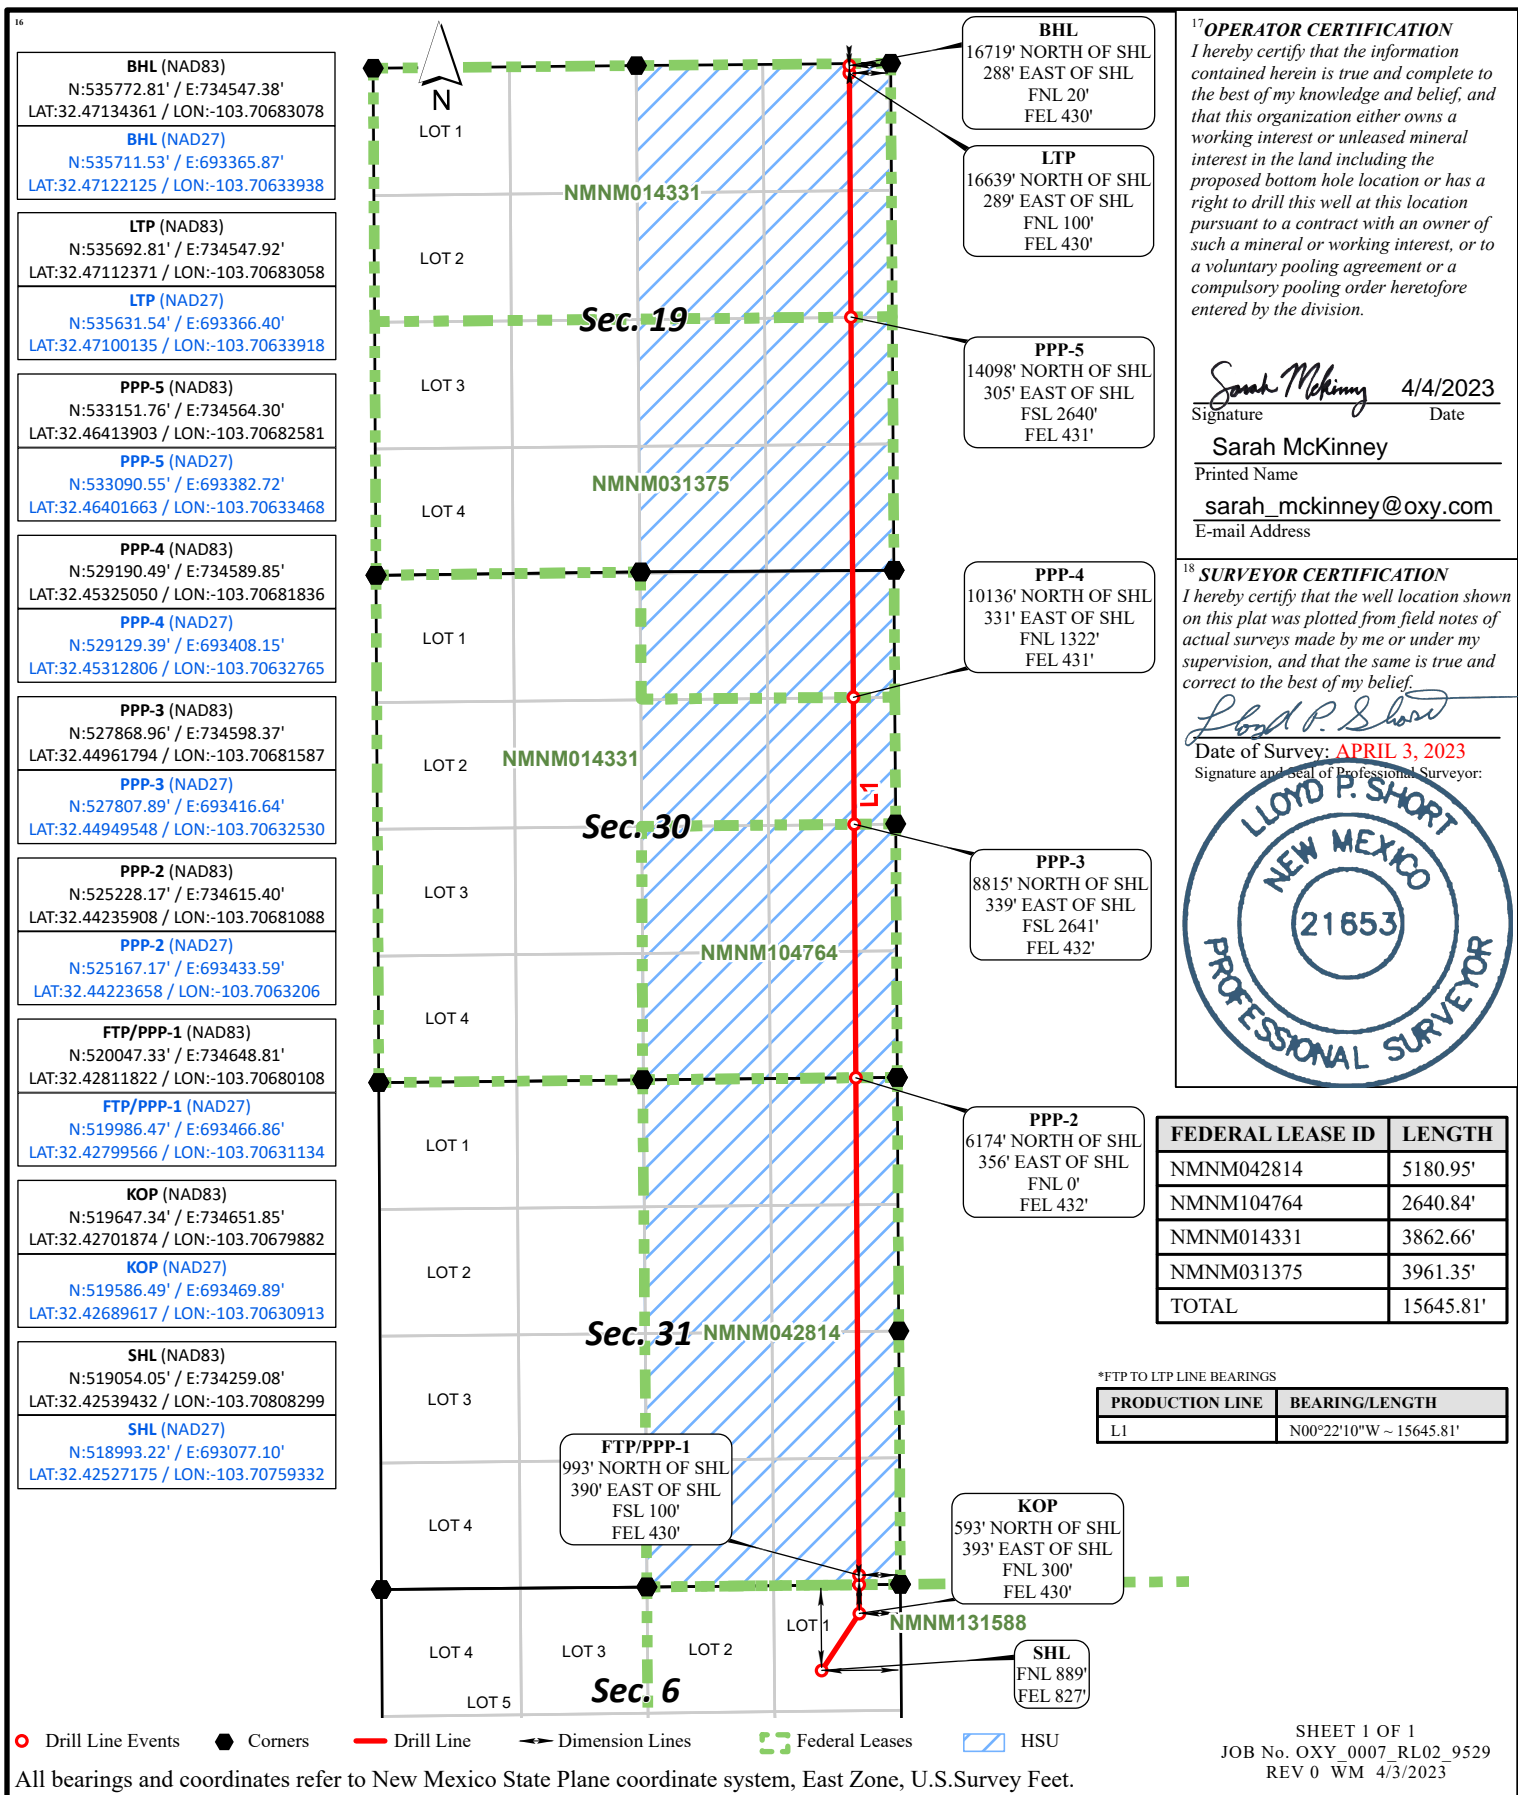 16
BHL (NAD83)
N:535772.81' / E:734547.38'
LAT:32.47134361 / LON:-103.70683078
BHL (NAD27)
N:535711.53' / E:693365.87'
LAT:32.47122125 / LON:-103.70633938
LTP (NAD83)
N:535692.81' / E:734547.92'
LAT:32.47112371 / LON:-103.70683058
LTP (NAD27)
N:535631.54' / E:693366.40'
LAT:32.47100135 / LON:-103.70633918
PPP-5 (NAD83)
N:533151.76' / E:734564.30'
LAT:32.46413903 / LON:-103.70682581
PPP-5 (NAD27)
N:533090.55' / E:693382.72'
LAT:32.46401663 / LON:-103.70633468
PPP-4 (NAD83)
N:529190.49' / E:734589.85'
LAT:32.45325050 / LON:-103.70681836
PPP-4 (NAD27)
N:529129.39' / E:693408.15'
LAT:32.45312806 / LON:-103.70632765
PPP-3 (NAD83)
N:527868.96' / E:734598.37'
LAT:32.44961794 / LON:-103.70681587
PPP-3 (NAD27)
N:527807.89' / E:693416.64'
LAT:32.44949548 / LON:-103.70632530
PPP-2 (NAD83)
N:525228.17' / E:734615.40'
LAT:32.44235908 / LON:-103.70681088
PPP-2 (NAD27)
N:525167.17' / E:693433.59'
LAT:32.44223658 / LON:-103.7063206
FTP/PPP-1 (NAD83)
N:520047.33' / E:734648.81'
LAT:32.42811822 / LON:-103.70680108
FTP/PPP-1 (NAD27)
N:519986.47' / E:693466.86'
LAT:32.42799566 / LON:-103.70631134
KOP (NAD83)
N:519647.34' / E:734651.85'
LAT:32.42701874 / LON:-103.70679882
KOP (NAD27)
N:519586.49' / E:693469.89'
LAT:32.42689617 / LON:-103.70630913
SHL (NAD83)
N:519054.05' / E:734259.08'
LAT:32.42539432 / LON:-103.70808299
SHL (NAD27)
N:518993.22' / E:693077.10'
LAT:32.42527175 / LON:-103.70759332
N
LOT 1
NMNM014331
LOT 2
Sec. 19
LOT 3
NMNM031375
LOT 4
LOT 1
LOT 2
NMNM014331
L1
Sec. 30
LOT 3
NMNM104764
LOT 4
LOT 1
LOT 2
Sec. 31
NMNM042814
LOT 3
LOT 4
LOT 4
LOT 3
LOT 2
LOT 1
NMNM131588
LOT 5
Sec. 6
BHL
16719' NORTH OF SHL
288' EAST OF SHL
FNL 20'
FEL 430'
LTP
16639' NORTH OF SHL
289' EAST OF SHL
FNL 100'
FEL 430'
PPP-5
14098' NORTH OF SHL
305' EAST OF SHL
FSL 2640'
FEL 431'
PPP-4
10136' NORTH OF SHL
331' EAST OF SHL
FNL 1322'
FEL 431'
PPP-3
8815' NORTH OF SHL
339' EAST OF SHL
FSL 2641'
FEL 432'
PPP-2
6174' NORTH OF SHL
356' EAST OF SHL
FNL 0'
FEL 432'
FTP/PPP-1
993' NORTH OF SHL
390' EAST OF SHL
FSL 100'
FEL 430'
KOP
593' NORTH OF SHL
393' EAST OF SHL
FNL 300'
FEL 430'
SHL
FNL 889'
FEL 827'
17 OPERATOR CERTIFICATION
I hereby certify that the information
contained herein is true and complete to
the best of my knowledge and belief, and
that this organization either owns a
working interest or unleased mineral
interest in the land including the
proposed bottom hole location or has a
right to drill this well at this location
pursuant to a contract with an owner of
such a mineral or working interest, or to
a voluntary pooling agreement or a
compulsory pooling order heretofore
entered by the division.
Sarah McKinney 4/4/2023
Signature Date
Sarah McKinney
Printed Name
sarah_mckinney@oxy.com
E-mail Address
18 SURVEYOR CERTIFICATION
I hereby certify that the well location shown
on this plat was plotted from field notes of
actual surveys made by me or under my
supervision, and that the same is true and
correct to the best of my belief.
Lloyd P. Short
Date of Survey: APRIL 3, 2023
Signature and Seal of Professional Surveyor:
LLOYD P. SHORT
NEW MEXICO
21653
PROFESSIONAL SURVEYOR
FEDERAL LEASE ID LENGTH
NMNM042814 5180.95'
NMNM104764 2640.84'
NMNM014331 3862.66'
NMNM031375 3961.35'
TOTAL 15645.81'
*FTP TO LTP LINE BEARINGS
PRODUCTION LINE BEARING/LENGTH
L1 N00°22'10"W ~ 15645.81'
Drill Line Events Corners Drill Line Dimension Lines Federal Leases HSU
All bearings and coordinates refer to New Mexico State Plane coordinate system, East Zone, U.S.Survey Feet.
SHEET 1 OF 1
JOB No. OXY_0007_RL02_9529
REV 0 WM 4/3/2023